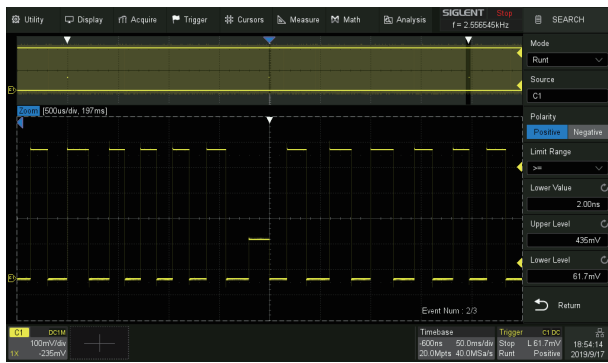 Utility Display Acquire Trigger Cursors Measure Math Analysis SIGLENT Stop SEARCH
f = 2.556545kHz
Mode
Runt
Source
C1
Zoom [500us/div, 197ms]
Polarity
Positive Negative
Limit Range
>=
Lower Value
2.00ns
Upper Level
435mV
Lower Level
61.7mV
Event Num : 2/3
Return
C1 DC1M
100mV/div
1X -235mV
Timebase
-600ns 50.0ms/div
20.0Mpts 40.0MSa/s
Trigger C1 DC
Stop L 61.7mV
Runt Positive
18:54:14
2019/9/17